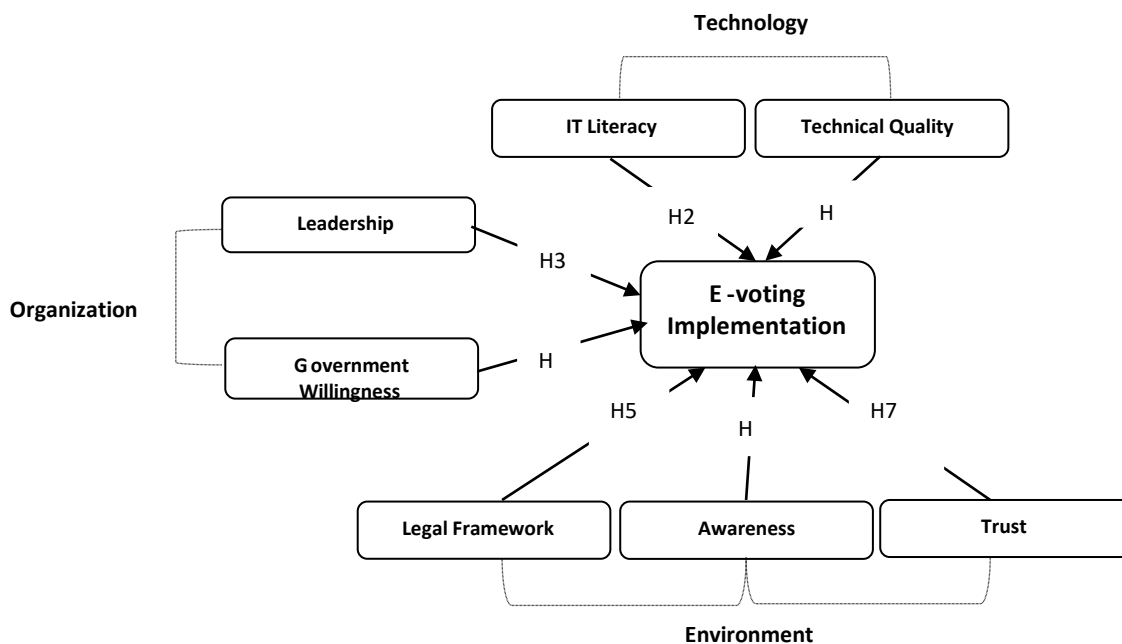 Technology
IT Literacy
Technical Quality
H2
H
Leadership
H3
Organization
E-voting
Implementation
Government
Willingness
H
H5
H
H7
Legal Framework
Awareness
Trust
Environment